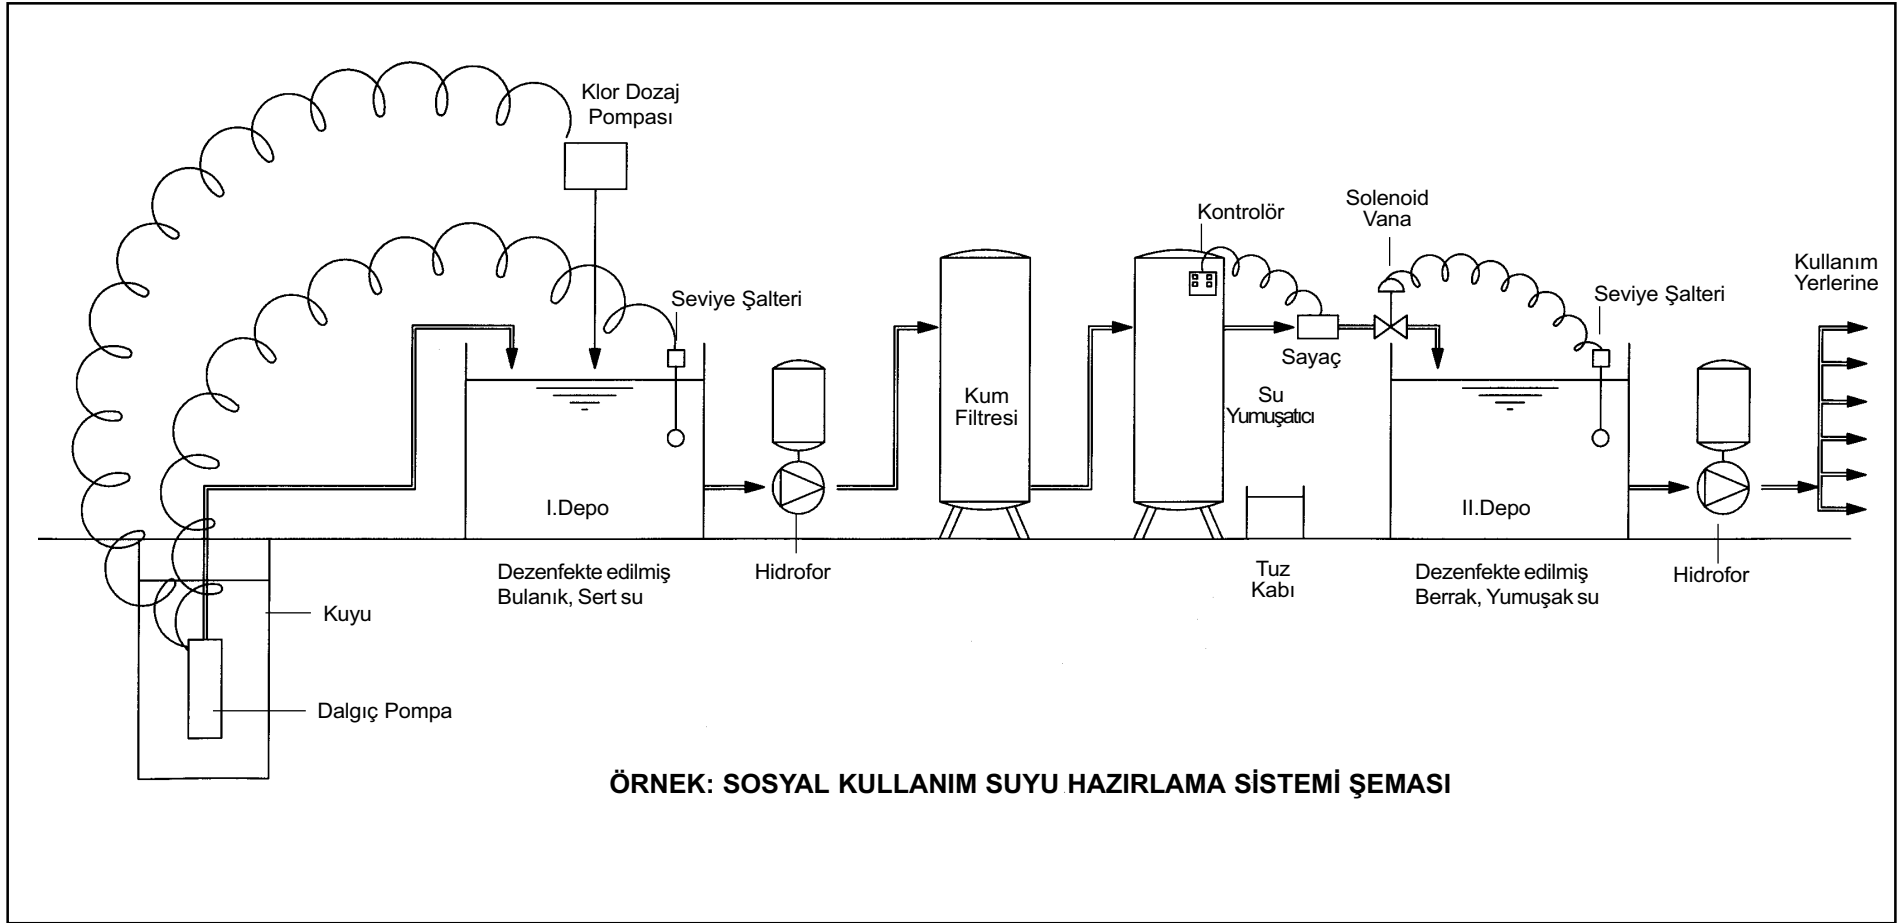 Klor Dozaj
Pompası
Kontrolör
Solenoid
Vana
Kullanım
Yerlerine
Seviye Şalteri
Seviye Şalteri
Sayaç
Kum
Filtresi
Su
Yumuşatıcı
I.Depo
II.Depo
Dezenfekte edilmiş
Bulanık, Sert su
Hidrofor
Tuz
Kabı
Dezenfekte edilmiş
Berrak, Yumuşak su
Hidrofor
Kuyu
Dalgıç Pompa
ÖRNEK: SOSYAL KULLANIM SUYU HAZIRLAMA SİSTEMİ ŞEMASI